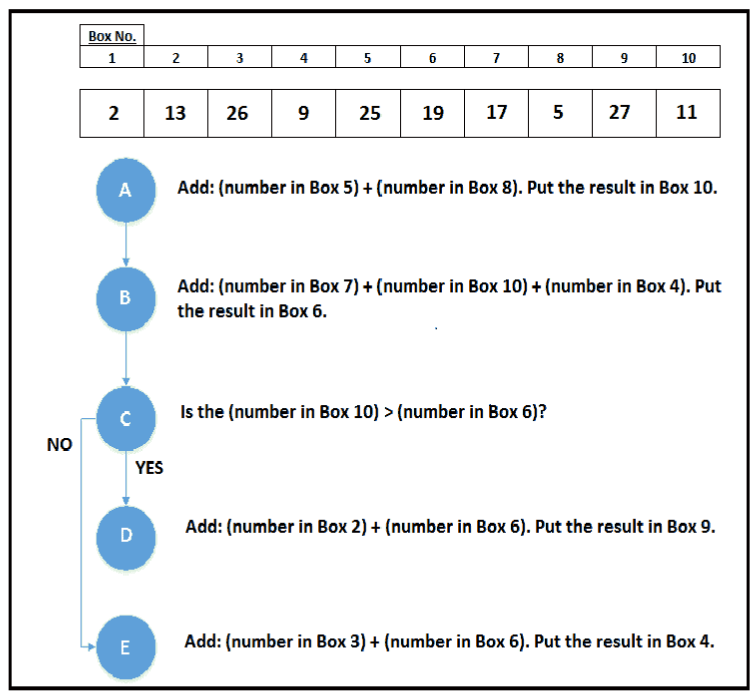 Box No.
1 2 3 4 5 6 7 8 9 10
2 13 26 9 25 19 17 5 27 11
A Add: (number in Box 5) + (number in Box 8). Put the result in Box 10.
B Add: (number in Box 7) + (number in Box 10) + (number in Box 4). Put
the result in Box 6.
C Is the (number in Box 10) > (number in Box 6)?
NO
YES
D Add: (number in Box 2) + (number in Box 6). Put the result in Box 9.
E Add: (number in Box 3) + (number in Box 6). Put the result in Box 4.